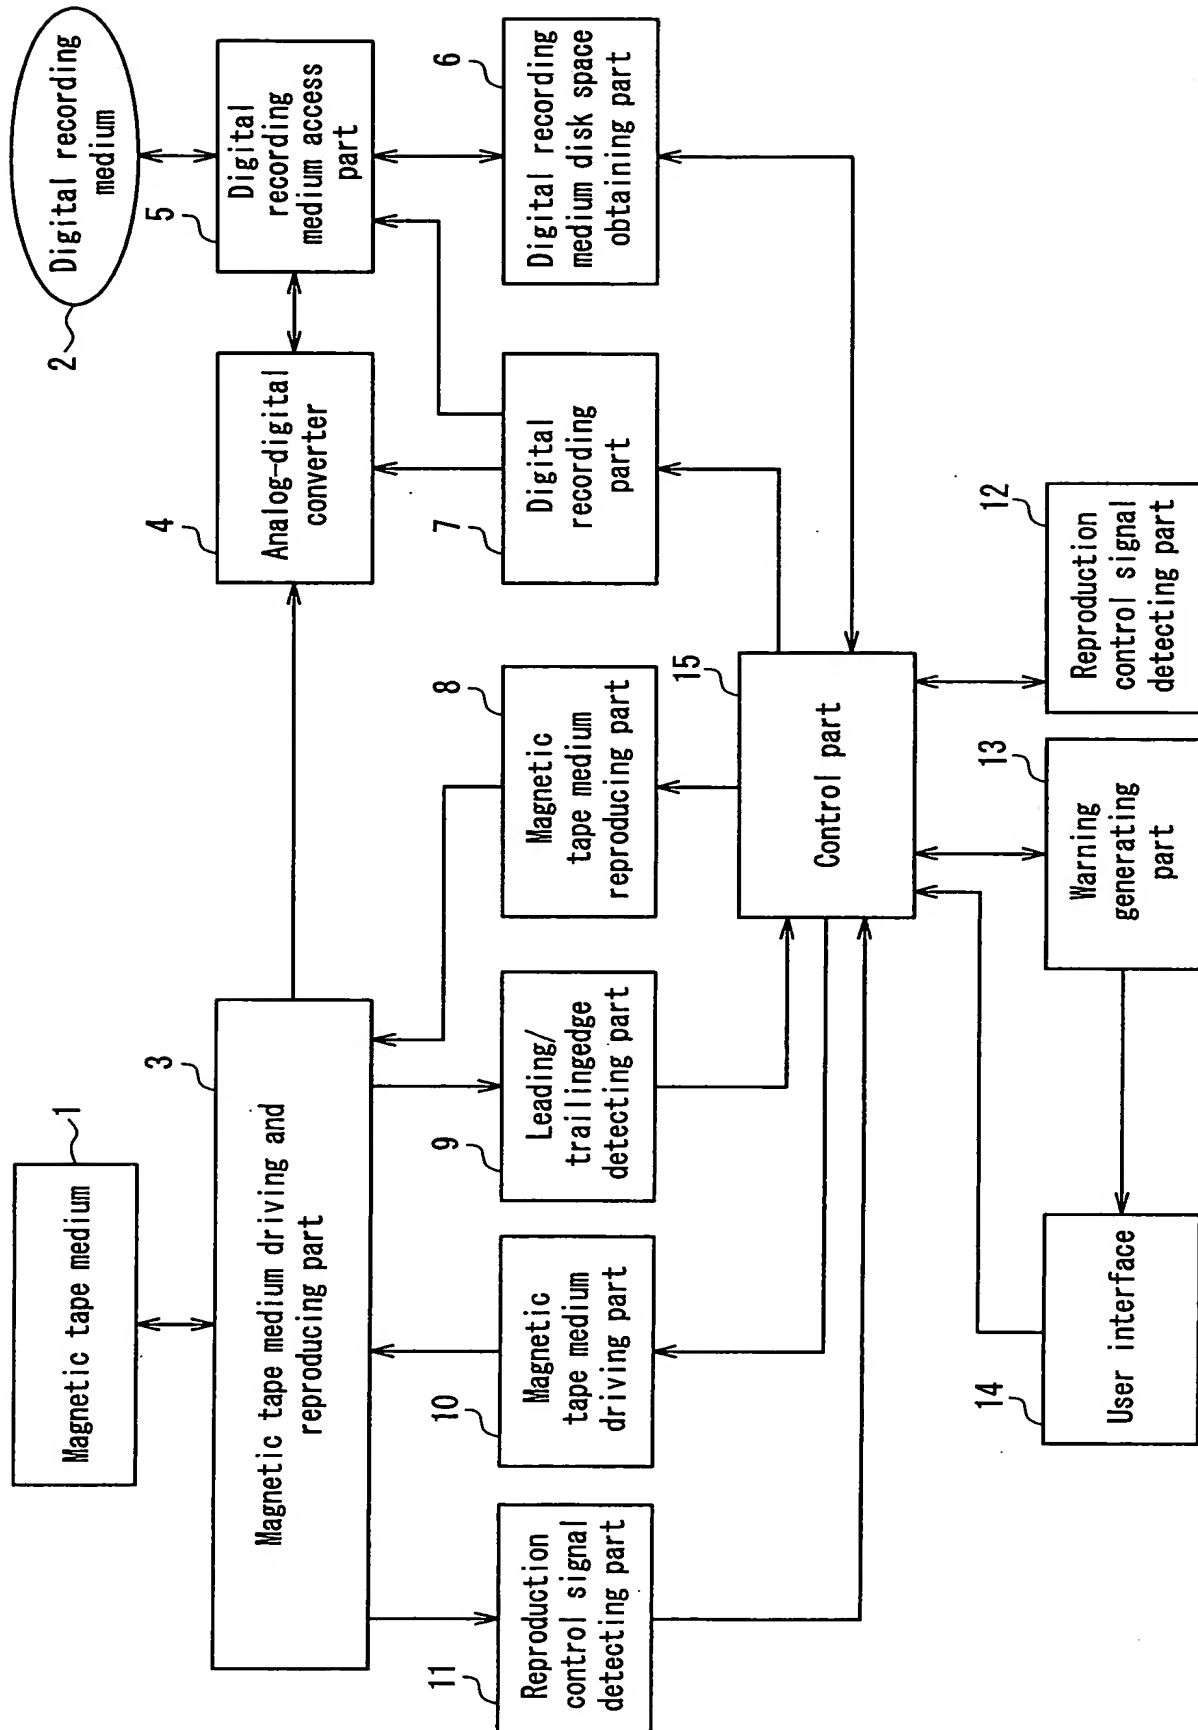 1
Magnetic tape medium
2
Digital recording
medium
3
Magnetic tape medium driving and
reproducing part
4
Analog-digital
converter
5
Digital
recording
medium access
part
11
Reproduction
control signal
detecting part
10
Magnetic
tape medium
driving part
9
Leading/
trailingedge
detecting part
8
Magnetic
tape medium
reproducing part
7
Digital
recording
part
6
Digital recording
medium disk space
obtaining part
15
Control part
14
User interface
13
Warning
generating
part
12
Reproduction
control signal
detecting part